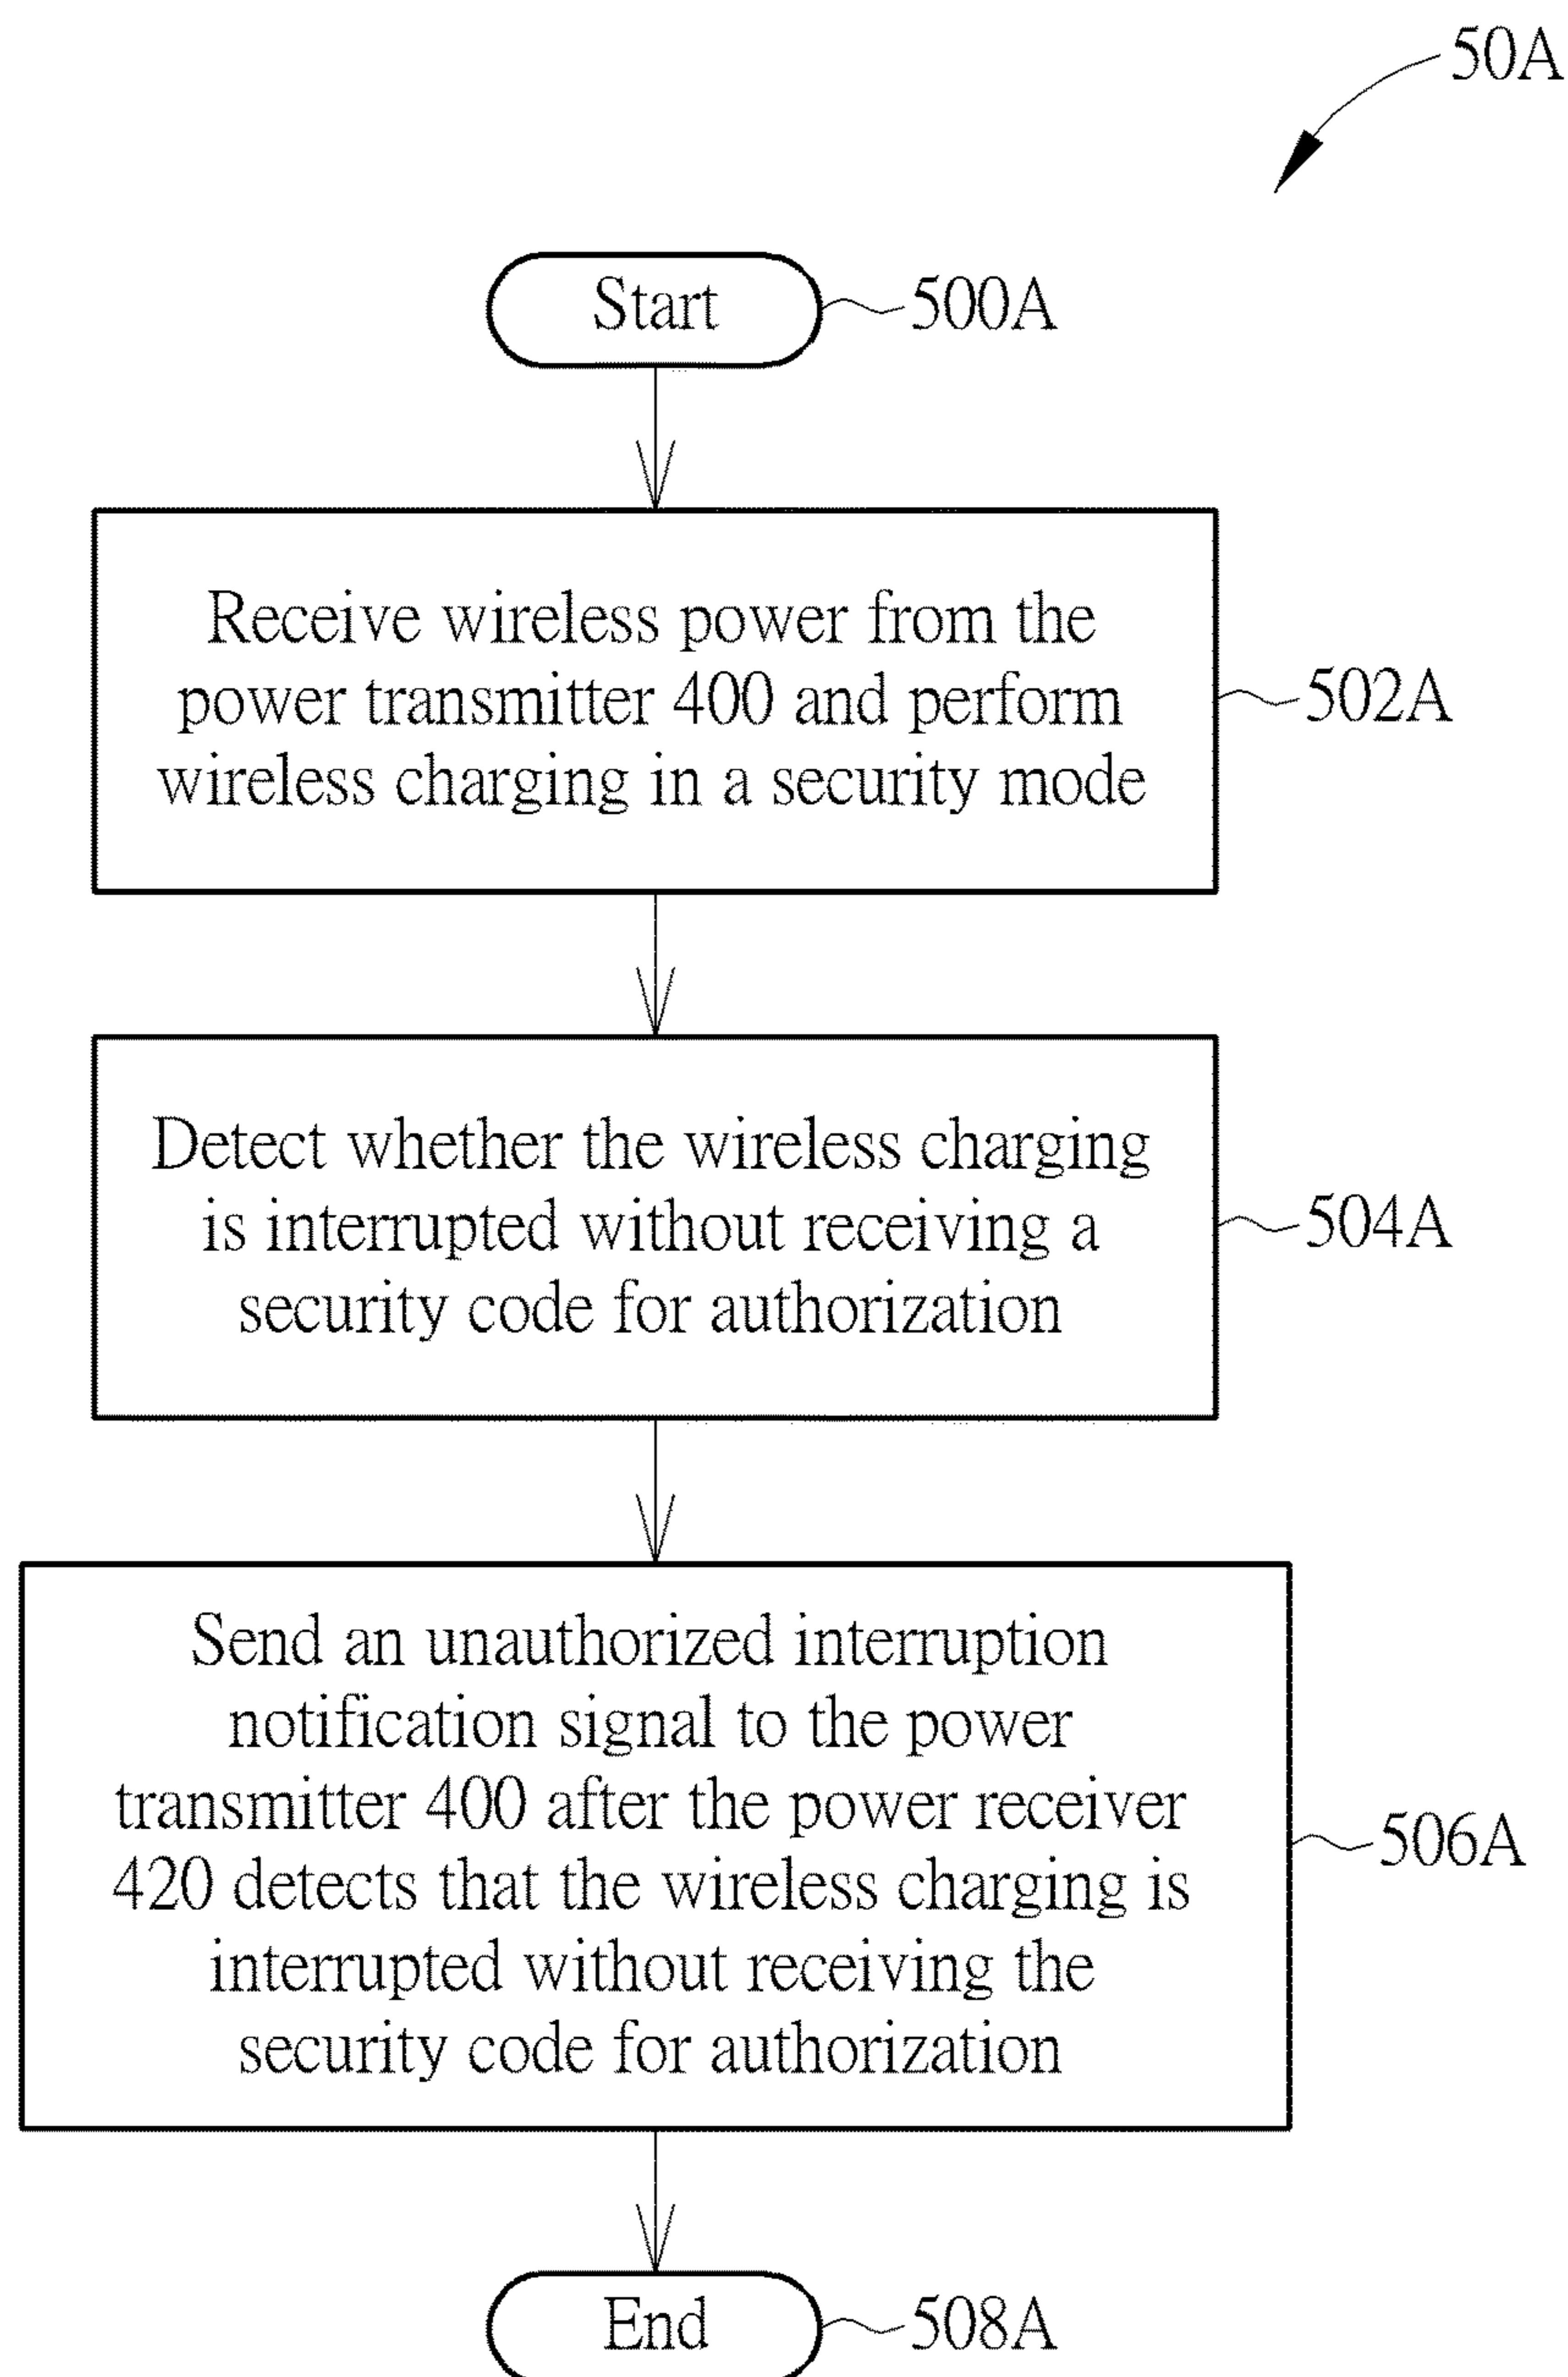 50A
Start
500A
Receive wireless power from the
power transmitter 400 and perform
wireless charging in a security mode
502A
Detect whether the wireless charging
is interrupted without receiving a
security code for authorization
504A
Send an unauthorized interruption
notification signal to the power
transmitter 400 after the power receiver
420 detects that the wireless charging is
interrupted without receiving the
security code for authorization
506A
End
508A